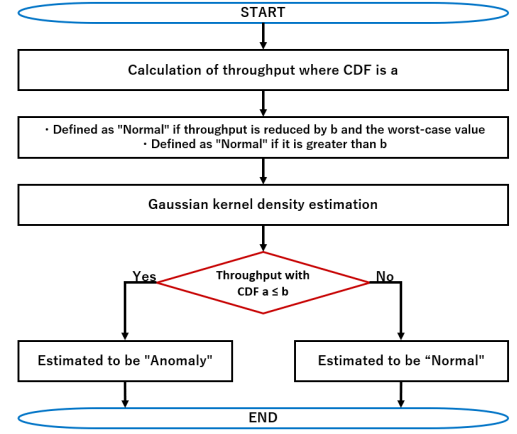 START
Calculation of throughput where CDF is a
・Defined as "Normal" if throughput is reduced by b and the worst-case value
・Defined as "Normal" if it is greater than b
Gaussian kernel density estimation
Throughput with
CDF a ≤ b
Yes
No
Estimated to be "Anomaly"
Estimated to be “Normal"
END